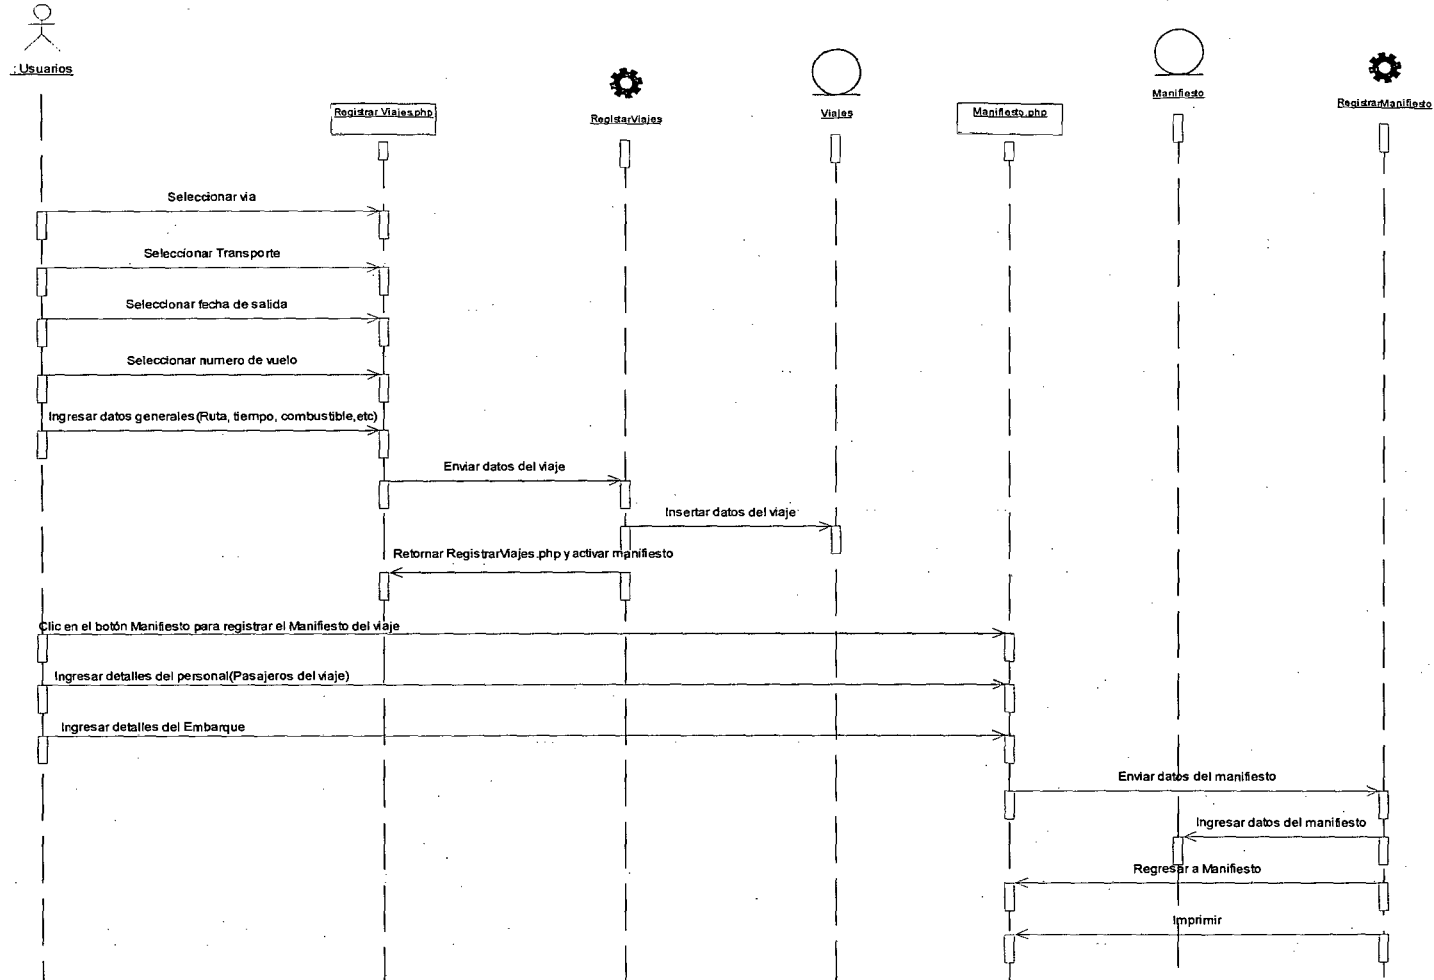 : Usuarios
Registrar Viajes.php
RegistarViajes
Viajes
Manifiesto.php
Manifiesto
RegistrarManifiesto
Seleccionar via
Seleccionar Transporte
Seleccionar fecha de salida
Seleccionar numero de vuelo
Ingresar datos generales(Ruta, tiempo, combustible,etc)
Enviar datos del viaje
Insertar datos del viaje
Retornar RegistrarViajes.php y activar manifiesto
Clic en el botón Manifiesto para registrar el Manifiesto del viaje
Ingresar detalles del personal(Pasajeros del viaje)
Ingresar detalles del Embarque
Enviar datos del manifiesto
Ingresar datos del manifiesto
Regresar a Manifiesto
Imprimir